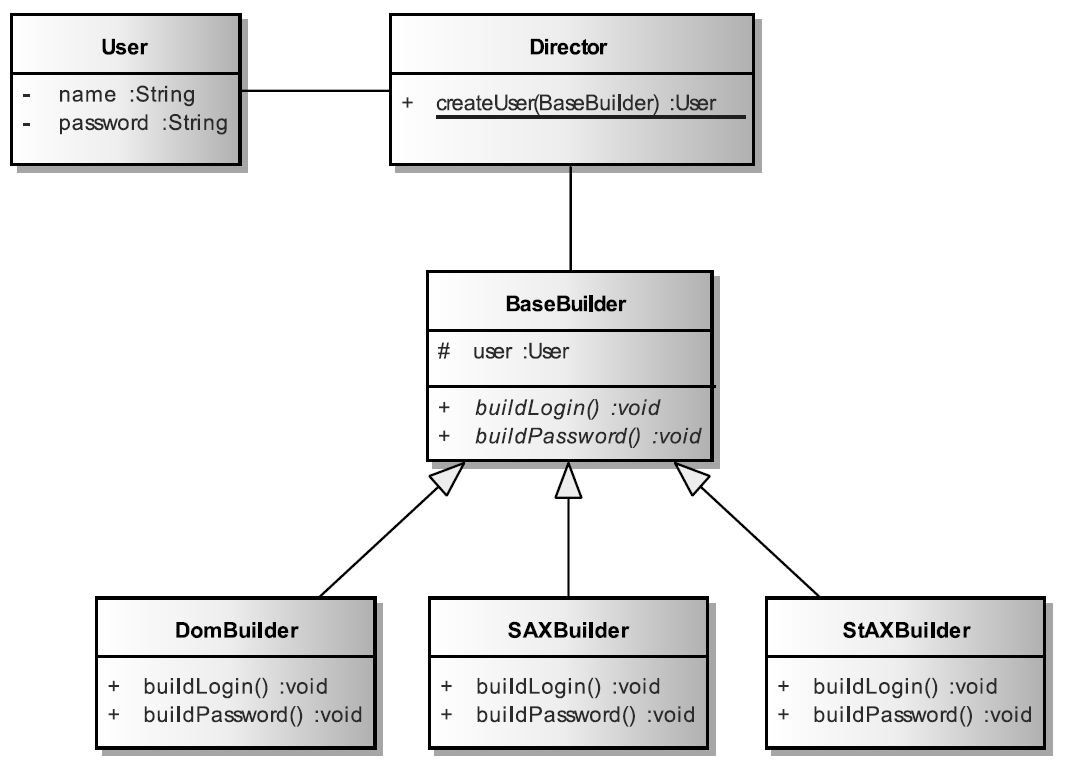 User
- name :String
- password :String
Director
+ createUser(BaseBuilder) :User
BaseBuilder
# user :User
+ buildLogin() :void
+ buildPassword() :void
DomBuilder
+ buildLogin() :void
+ buildPassword() :void
SAXBuilder
+ buildLogin() :void
+ buildPassword() :void
StAXBuilder
+ buildLogin() :void
+ buildPassword() :void